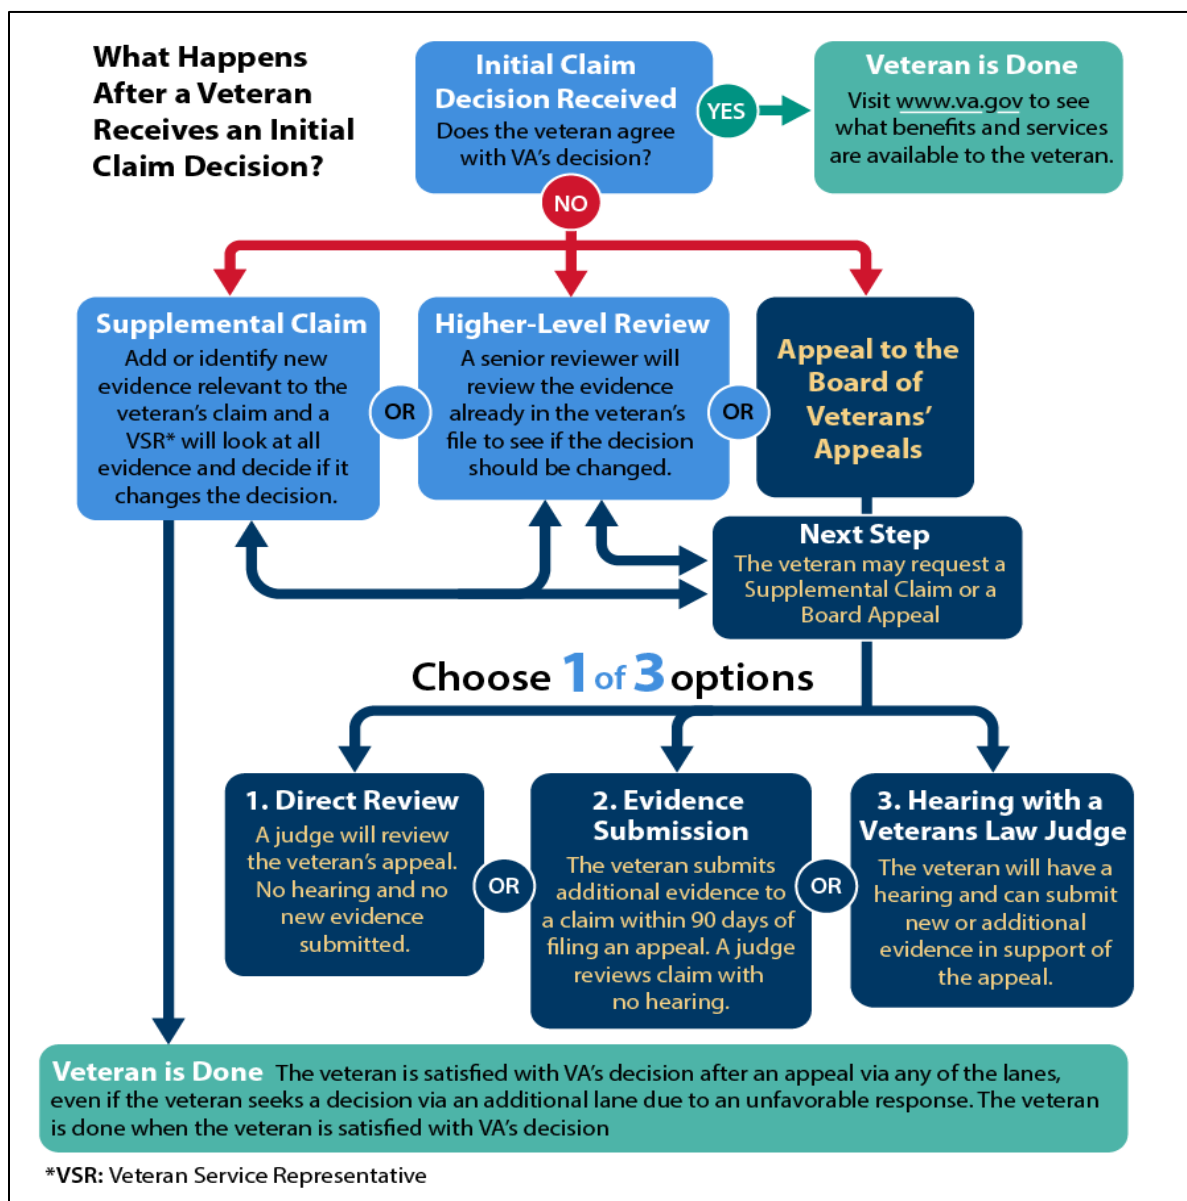 What Happens
After a Veteran
Receives an Initial
Claim Decision?
Initial Claim
Decision Received
Does the veteran agree
with VA's decision?
YES
Veteran is Done
Visit www.va.gov to see
what benefits and services
are available to the veteran.
NO
Supplemental Claim
Add or identify new
evidence relevant to the
veteran's claim and a
VSR* will look at all
evidence and decide if it
changes the decision.
OR
Higher-Level Review
A senior reviewer will
review the evidence
already in the veteran's
file to see if the decision
should be changed.
OR
Appeal to the
Board of
Veterans'
Appeals
Next Step
The veteran may request a
Supplemental Claim or a
Board Appeal
Choose 1 of 3 options
1. Direct Review
A judge will review
the veteran's appeal.
No hearing and no
new evidence
submitted.
OR
2. Evidence
Submission
The veteran submits
additional evidence to
a claim within 90 days of
filing an appeal. A judge
reviews claim with
no hearing.
OR
3. Hearing with a
Veterans Law Judge
The veteran will have a
hearing and can submit
new or additional
evidence in support of
the appeal.
Veteran is Done The veteran is satisfied with VA's decision after an appeal via any of the lanes,
even if the veteran seeks a decision via an additional lane due to an unfavorable response. The veteran
is done when the veteran is satisfied with VA's decision
*VSR: Veteran Service Representative